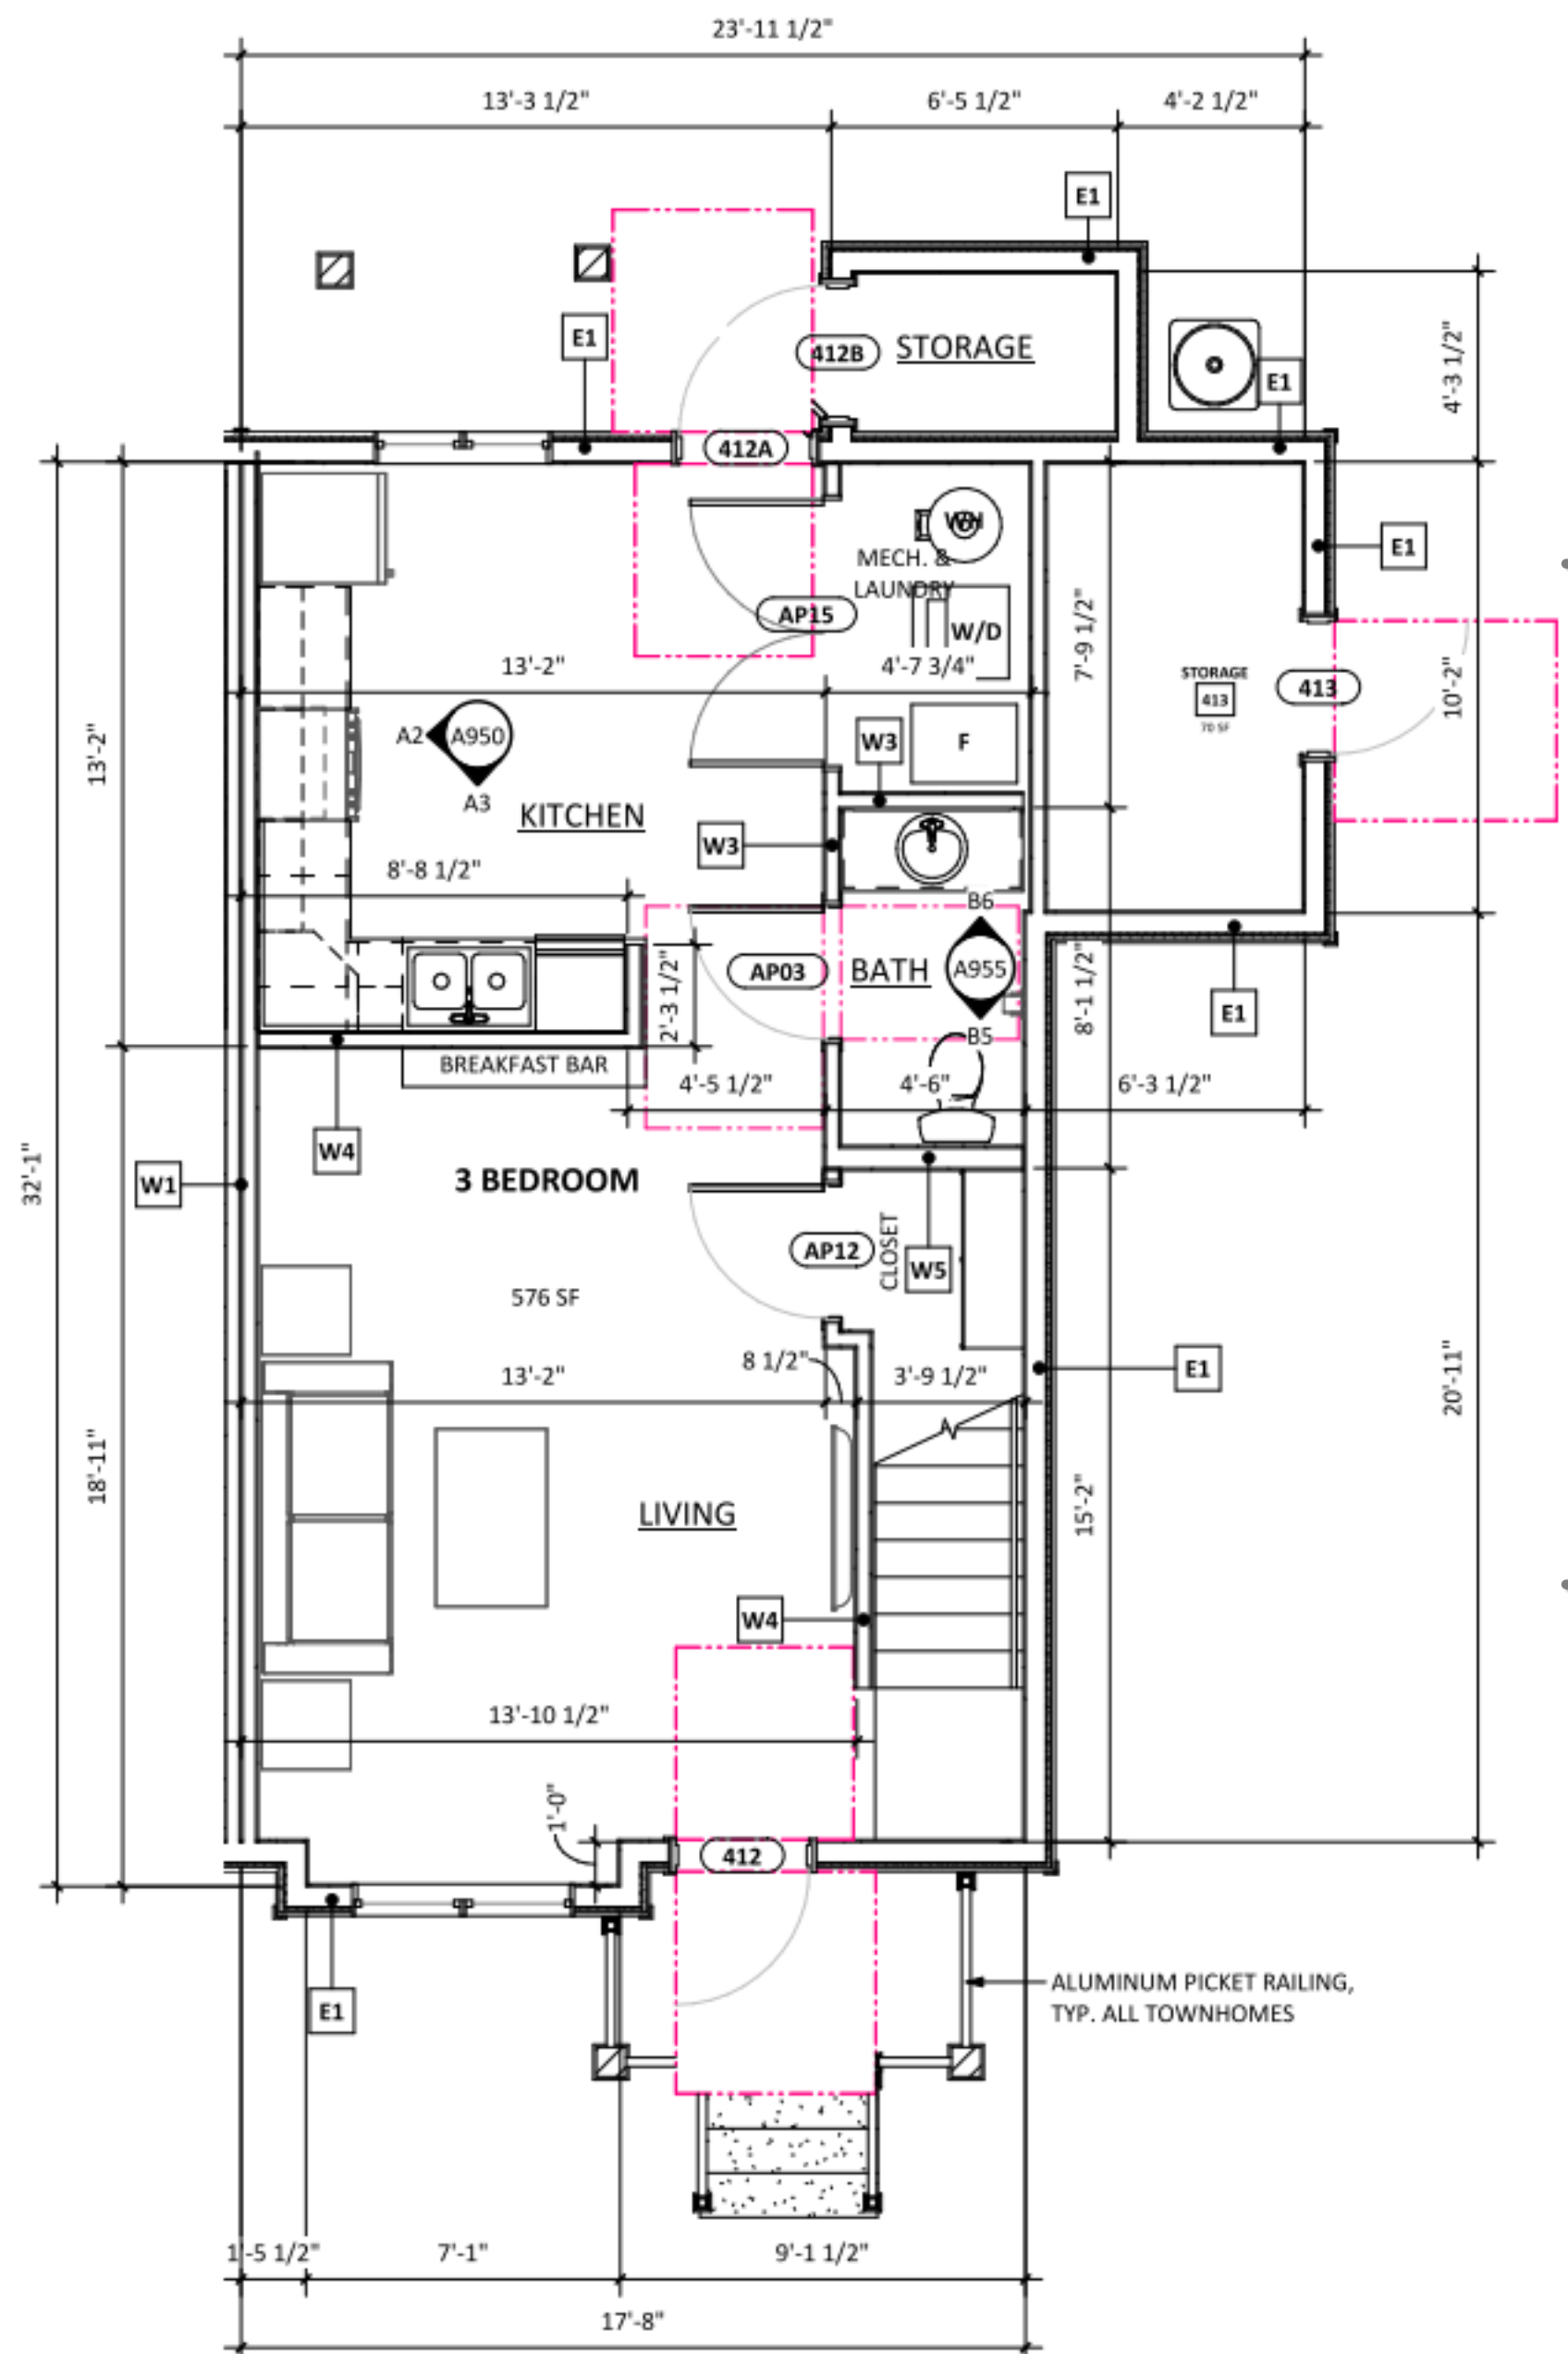 23'-11 1/2"
13'-3 1/2"
6'-5 1/2"
4'-2 1/2"
E1
E1
412B
STORAGE
E1
4'-3 1/2"
412A
WH
MECH. &
LAUNDRY
E1
AP15
W/D
7'-9 1/2"
13'-2"
4'-7 3/4"
STORAGE
413
70 SF
413
10'-2"
A2
A950
A3
W3
F
13'-2"
KITCHEN
W3
8'-8 1/2"
B6
AP03
BATH
A955
B5
2'-3 1/2"
8'-1 1/2"
E1
BREAKFAST BAR
4'-5 1/2"
4'-6"
6'-3 1/2"
W4
W1
32'-1"
3 BEDROOM
AP12
CLOSET
W5
576 SF
8 1/2"
13'-2"
3'-9 1/2"
E1
20'-11"
18'-11"
LIVING
15'-2"
W4
13'-10 1/2"
1'-0"
412
E1
ALUMINUM PICKET RAILING,
TYP. ALL TOWNHOMES
1'-5 1/2"
7'-1"
9'-1 1/2"
17'-8"